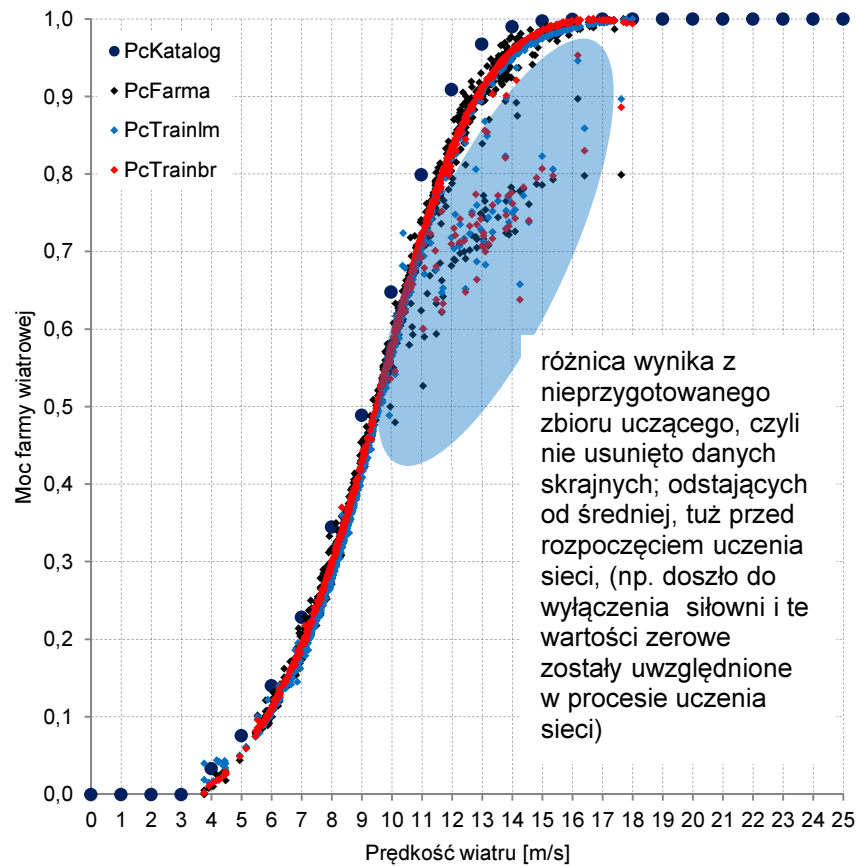 1,0
0,9
0,8
0,7
0,6
0,5
0,4
0,3
0,2
0,1
0,0
Moc farmy wiatrowej
PcKatalog
PcFarma
PcTrainlm
PcTrainbr
różnica wynika z
nieprzygotowanego
zbioru uczącego, czyli
nie usunięto danych
skrajnych; odstających
od średniej, tuż przed
rozpoczęciem uczenia
sieci, (np. doszło do
wyłączenia siłowni i te
wartości zerowe
zostały uwzględnione
w procesie uczenia
sieci)
0 1 2 3 4 5 6 7 8 9 10 11 12 13 14 15 16 17 18 19 20 21 22 23 24 25
Prędkość wiatru [m/s]